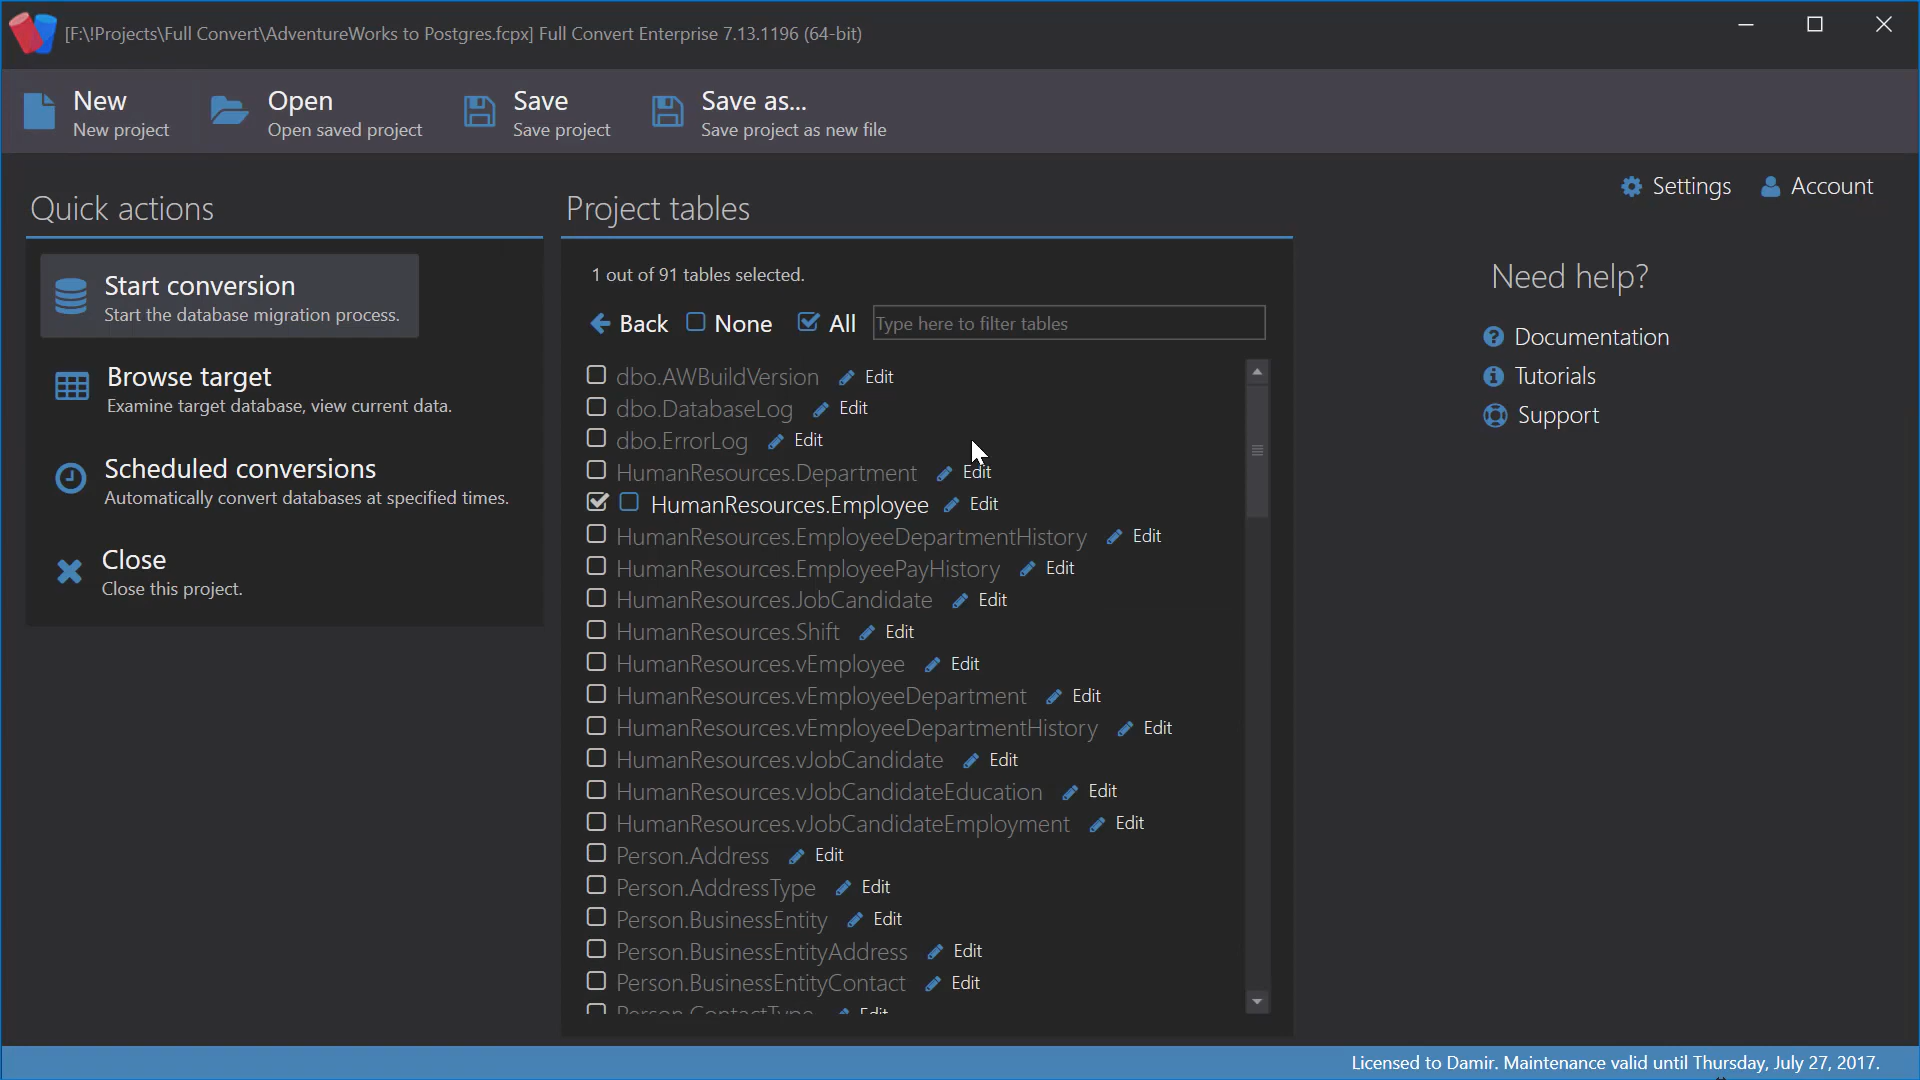 [F:\!Projects\Full Convert\AdventureWorks to Postgres.fcpx] Full Convert Enterprise 7.13.1196 (64-bit)
New
New project
Open
Open saved project
Save
Save project
Save as...
Save project as new file
Settings
Account
Quick actions
Start conversion
Start the database migration process.
Browse target
Examine target database, view current data.
Scheduled conversions
Automatically convert databases at specified times.
Close
Close this project.
Project tables
1 out of 91 tables selected.
Back None All Type here to filter tables
dbo.AWBuildVersion Edit
dbo.DatabaseLog Edit
dbo.ErrorLog Edit
HumanResources.Department Edit
HumanResources.Employee Edit
HumanResources.EmployeeDepartmentHistory Edit
HumanResources.EmployeePayHistory Edit
HumanResources.JobCandidate Edit
HumanResources.Shift Edit
HumanResources.vEmployee Edit
HumanResources.vEmployeeDepartment Edit
HumanResources.vEmployeeDepartmentHistory Edit
HumanResources.vJobCandidate Edit
HumanResources.vJobCandidateEducation Edit
HumanResources.vJobCandidateEmployment Edit
Person.Address Edit
Person.AddressType Edit
Person.BusinessEntity Edit
Person.BusinessEntityAddress Edit
Person.BusinessEntityContact Edit
Person.ContactType Edit
Need help?
Documentation
Tutorials
Support
Licensed to Damir. Maintenance valid until Thursday, July 27, 2017.